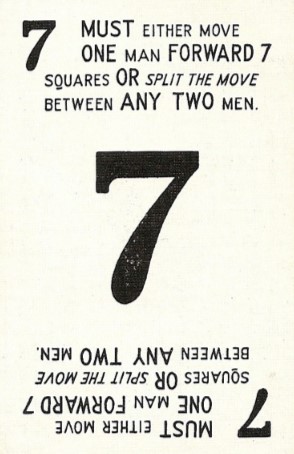 7 MUST EITHER MOVE
ONE MAN FORWARD 7
SQUARES OR SPLIT THE MOVE
BETWEEN ANY TWO MEN.
7
7 MUST EITHER MOVE
ONE MAN FORWARD 7
SQUARES OR SPLIT THE MOVE
BETWEEN ANY TWO MEN.